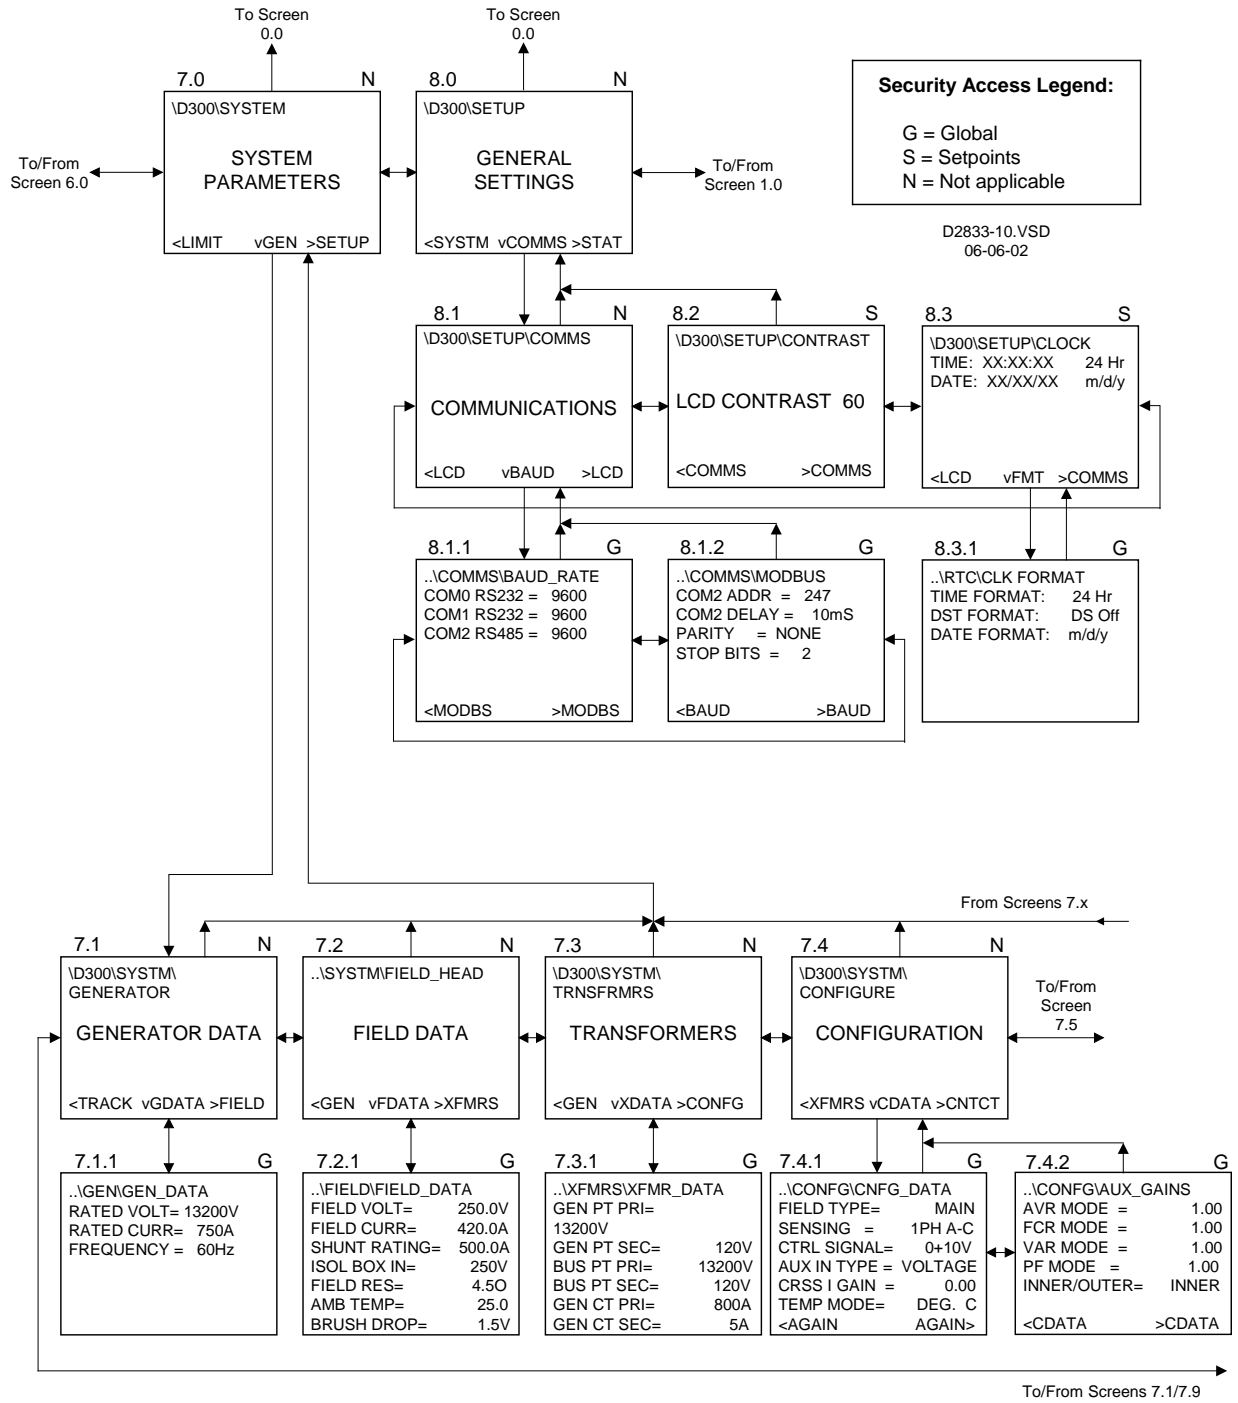 To Screen
0.0
To Screen
0.0
7.0 N
\D300\SYSTEM
SYSTEM
PARAMETERS
<LIMIT vGEN >SETUP
To/From
Screen 6.0
8.0 N
\D300\SETUP
GENERAL
SETTINGS
<SYSTM vCOMMS >STAT
To/From
Screen 1.0
Security Access Legend:
G = Global
S = Setpoints
N = Not applicable
D2833-10.VSD
06-06-02
8.1 N
\D300\SETUP\COMMS
COMMUNICATIONS
<LCD vBAUD >LCD
8.2 S
\D300\SETUP\CONTRAST
LCD CONTRAST 60
<COMMS >COMMS
8.3 S
\D300\SETUP\CLOCK
TIME: XX:XX:XX 24 Hr
DATE: XX/XX/XX m/d/y
<LCD vFMT >COMMS
8.1.1 G
..\COMMS\BAUD_RATE
COM0 RS232 = 9600
COM1 RS232 = 9600
COM2 RS485 = 9600
<MODBS >MODBS
8.1.2 G
..\COMMS\MODBUS
COM2 ADDR = 247
COM2 DELAY = 10mS
PARITY = NONE
STOP BITS = 2
<BAUD >BAUD
8.3.1 G
..\RTC\CLK FORMAT
TIME FORMAT: 24 Hr
DST FORMAT: DS Off
DATE FORMAT: m/d/y
From Screens 7.x
7.1 N
\D300\SYSTM\
GENERATOR
GENERATOR DATA
<TRACK vGDATA >FIELD
7.2 N
..\SYSTM\FIELD_HEAD
FIELD DATA
<GEN vFDATA >XFMRS
7.3 N
\D300\SYSTM\
TRNSFRMRS
TRANSFORMERS
<GEN vXDATA >CONFG
7.4 N
\D300\SYSTM\
CONFIGURE
CONFIGURATION
<XFMRS vCDATA >CNTCT
To/From
Screen
7.5
7.1.1 G
..\GEN\GEN_DATA
RATED VOLT= 13200V
RATED CURR= 750A
FREQUENCY = 60Hz
7.2.1 G
..\FIELD\FIELD_DATA
FIELD VOLT= 250.0V
FIELD CURR= 420.0A
SHUNT RATING= 500.0A
ISOL BOX IN= 250V
FIELD RES= 4.5O
AMB TEMP= 25.0
BRUSH DROP= 1.5V
7.3.1 G
..\XFMRS\XFMR_DATA
GEN PT PRI=
13200V
GEN PT SEC= 120V
BUS PT PRI= 13200V
BUS PT SEC= 120V
GEN CT PRI= 800A
GEN CT SEC= 5A
7.4.1 G
..\CONFG\CNFG_DATA
FIELD TYPE= MAIN
SENSING = 1PH A-C
CTRL SIGNAL= 0+10V
AUX IN TYPE = VOLTAGE
CRSS I GAIN = 0.00
TEMP MODE= DEG. C
<AGAIN AGAIN>
7.4.2 G
..\CONFG\AUX_GAINS
AVR MODE = 1.00
FCR MODE = 1.00
VAR MODE = 1.00
PF MODE = 1.00
INNER/OUTER= INNER
<CDATA >CDATA
To/From Screens 7.1/7.9